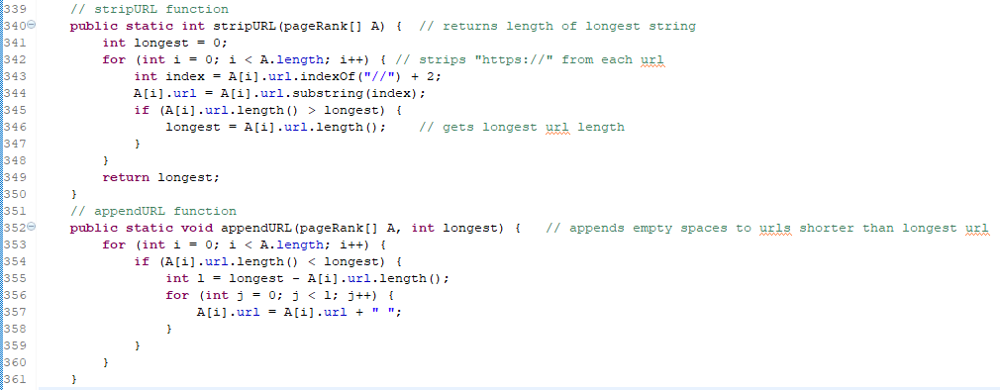 339 // stripURL function
340 public static int stripURL(pageRank[] A) { // returns length of longest string
341 int longest = 0;
342 for (int i = 0; i < A.length; i++) { // strips "https://" from each url
343 int index = A[i].url.indexOf("//") + 2;
344 A[i].url = A[i].url.substring(index);
345 if (A[i].url.length() > longest) {
346 longest = A[i].url.length(); // gets longest url length
347 }
348 }
349 return longest;
350 }
351 // appendURL function
352 public static void appendURL(pageRank[] A, int longest) { // appends empty spaces to urls shorter than longest url
353 for (int i = 0; i < A.length; i++) {
354 if (A[i].url.length() < longest) {
355 int l = longest - A[i].url.length();
356 for (int j = 0; j < l; j++) {
357 A[i].url = A[i].url + " ";
358 }
359 }
360 }
361 }